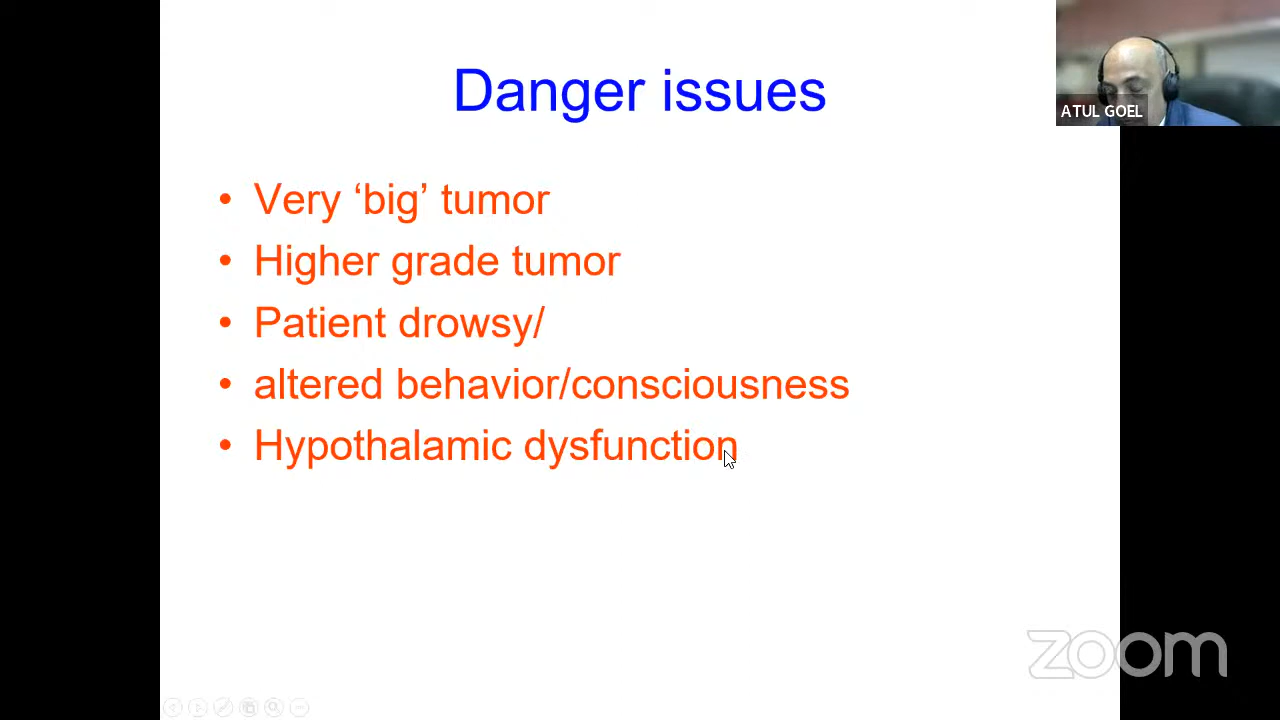 Danger issues
ATUL GOEL
• Very ‘big’ tumor
• Higher grade tumor
• Patient drowsy/
• altered behavior/consciousness
• Hypothalamic dysfunction
zoom